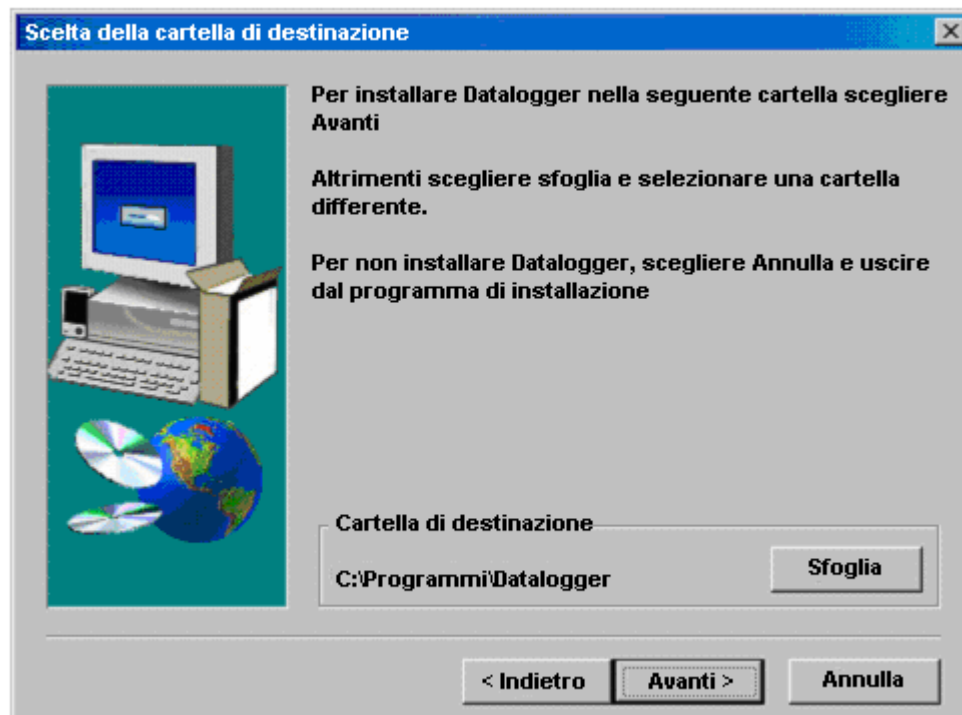 Scelta della cartella di destinazione
Per installare Datalogger nella seguente cartella scegliere
Avanti
Altrimenti scegliere sfoglia e selezionare una cartella
differente.
Per non installare Datalogger, scegliere Annulla e uscire
dal programma di installazione
Cartella di destinazione
C:\Programmi\Datalogger
Sfoglia
< Indietro
Avanti >
Annulla